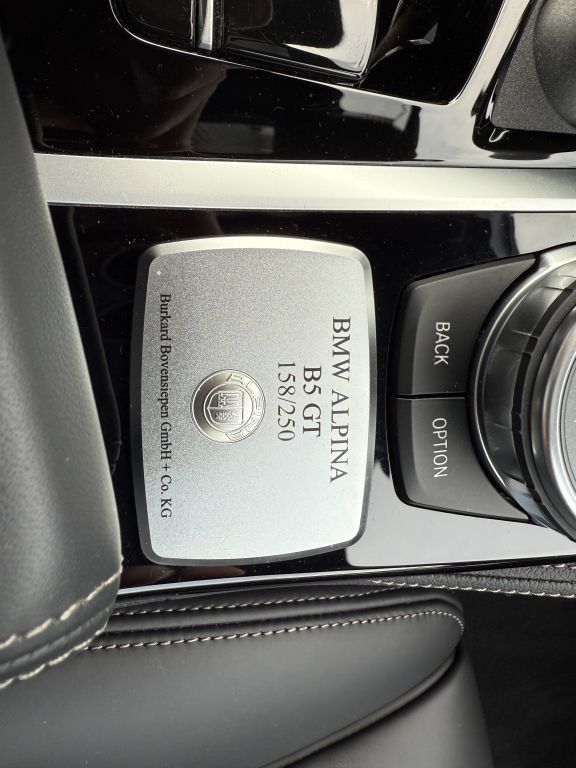 BMW ALPINA
B5 GT
158/250
Burkard Bovensiepen GmbH + Co. KG
BACK
OPTION